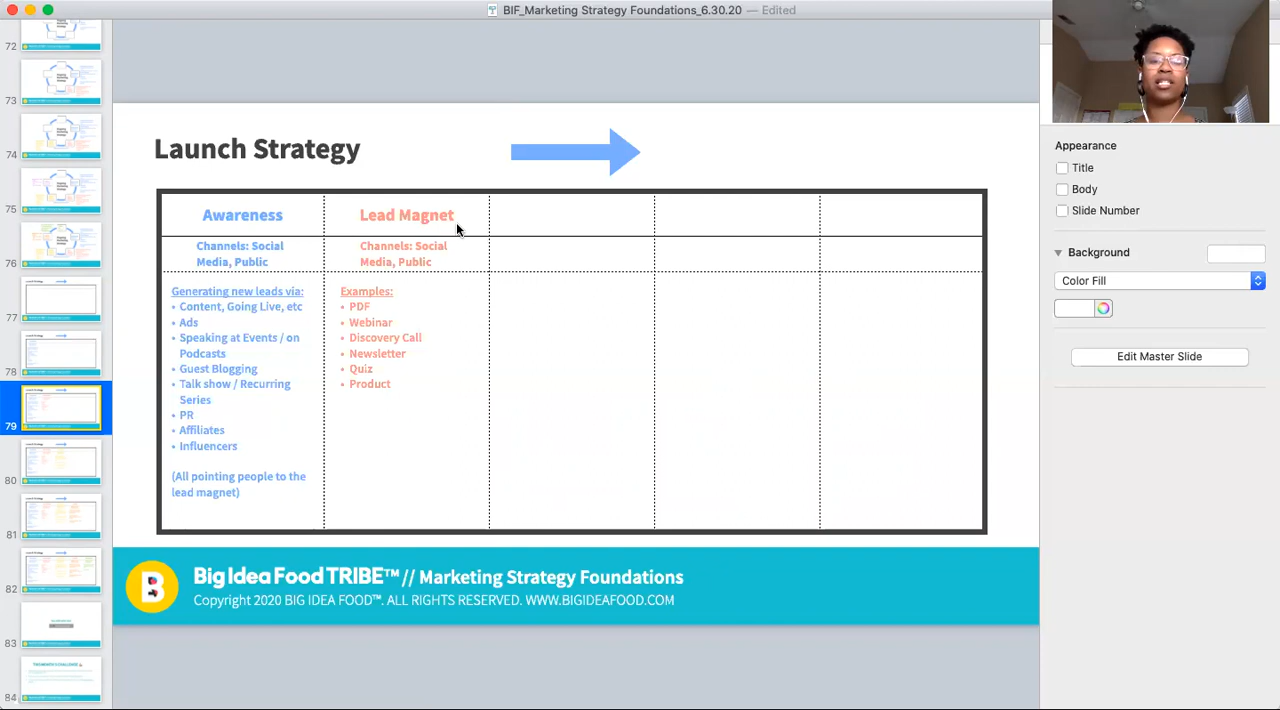 BIF_Marketing Strategy Foundations_6.30.20 — Edited
72
73
74
75
76
77
78
79
80
81
82
83
84
Launch Strategy
Awareness
Lead Magnet
Channels: Social
Media, Public
Channels: Social
Media, Public
Generating new leads via:
• Content, Going Live, etc
• Ads
• Speaking at Events / on
Podcasts
• Guest Blogging
• Talk show / Recurring
Series
• PR
• Affiliates
• Influencers
(All pointing people to the
lead magnet)
Examples:
• PDF
• Webinar
• Discovery Call
• Newsletter
• Quiz
• Product
B
Big Idea Food TRIBE™ // Marketing Strategy Foundations
Copyright 2020 BIG IDEA FOOD™. ALL RIGHTS RESERVED. WWW.BIGIDEAFOOD.COM
Appearance
Title
Body
Slide Number
Background
Color Fill
Edit Master Slide